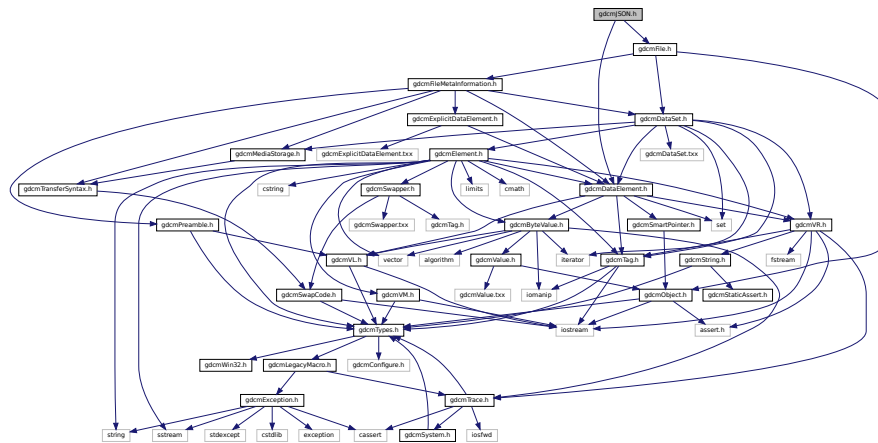 gdcmJSON.h
gdcmFile.h
gdcmFileMetaInformation.h
gdcmExplicitDataElement.h
gdcmDataSet.h
gdcmMediaStorage.h
gdcmExplicitDataElement.txx
gdcmElement.h
gdcmDataSet.txx
gdcmTransferSyntax.h
cstring
gdcmSwapper.h
limits
cmath
gdcmDataElement.h
gdcmPreamble.h
gdcmSwapper.txx
gdcmTag.h
gdcmByteValue.h
gdcmSmartPointer.h
set
gdcmVR.h
gdcmVL.h
vector
algorithm
gdcmValue.h
iterator
gdcmTag.h
gdcmString.h
fstream
gdcmSwapCode.h
gdcmVM.h
gdcmValue.txx
iomanip
gdcmObject.h
gdcmStaticAssert.h
gdcmTypes.h
iostream
assert.h
gdcmWin32.h
gdcmLegacyMacro.h
gdcmConfigure.h
gdcmException.h
gdcmTrace.h
string
sstream
stdexcept
cstdlib
exception
cassert
gdcmSystem.h
iosfwd